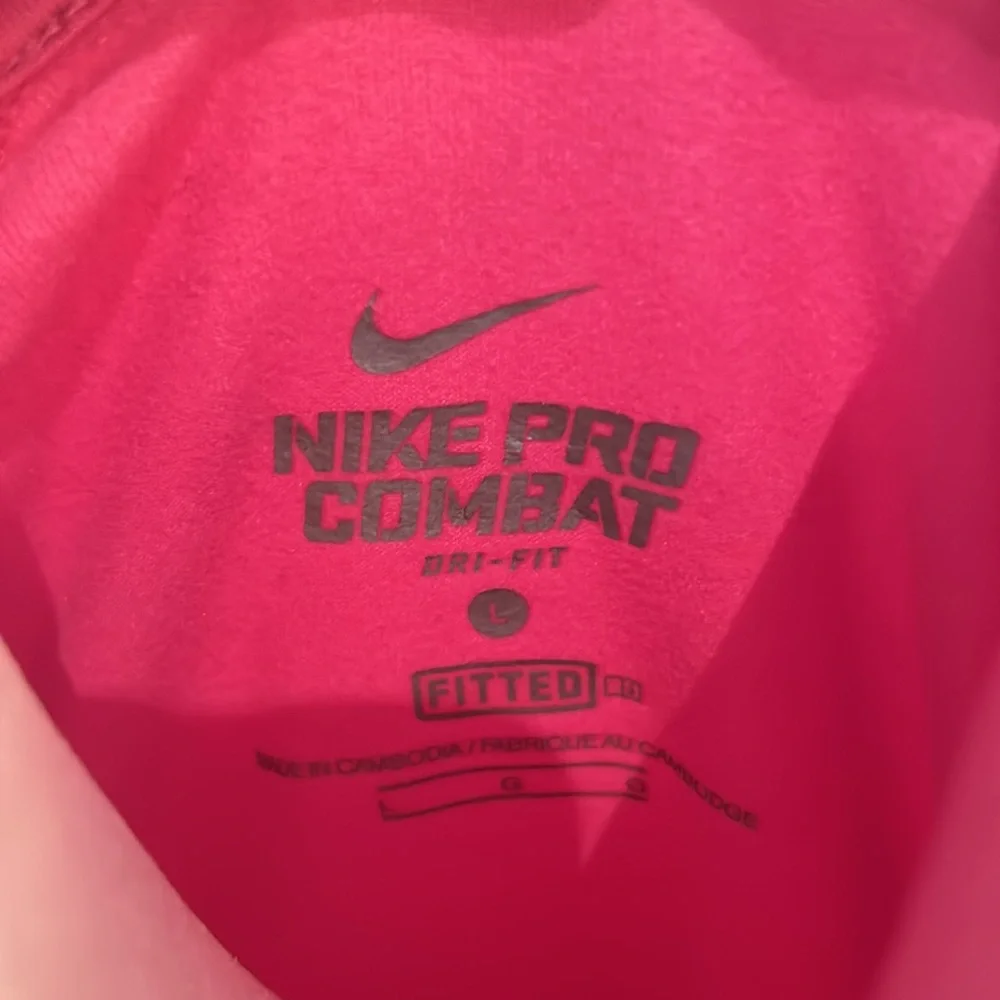 NIKE PRO
COMBAT
DRI-FIT
L
FITTED
MADE IN CAMBODIA / FABRIQUE AU CAMBODGE
L G G